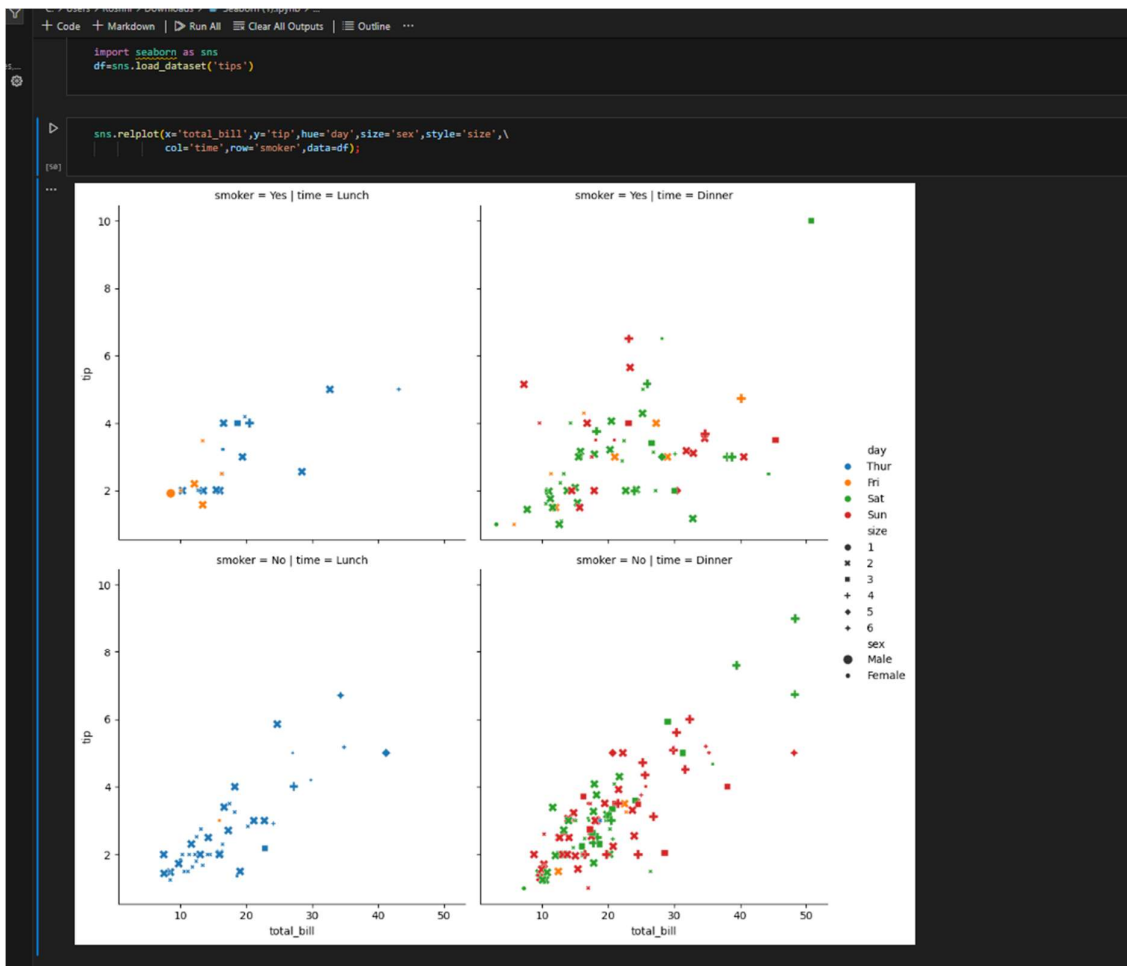 + Code + Markdown | Run All Clear All Outputs | Outline ...
import seaborn as sns
df=sns.load_dataset('tips')
sns.relplot(x='total_bill',y='tip',hue='day',size='sex',style='size',\
col='time',row='smoker',data=df);
[50]
...
smoker = Yes | time = Lunch
smoker = Yes | time = Dinner
10
8
6
4
2
tip
smoker = No | time = Lunch
smoker = No | time = Dinner
10
8
6
4
2
tip
10 20 30 40 50
10 20 30 40 50
total_bill
total_bill
day
Thur
Fri
Sat
Sun
size
1
2
3
4
5
6
sex
Male
Female